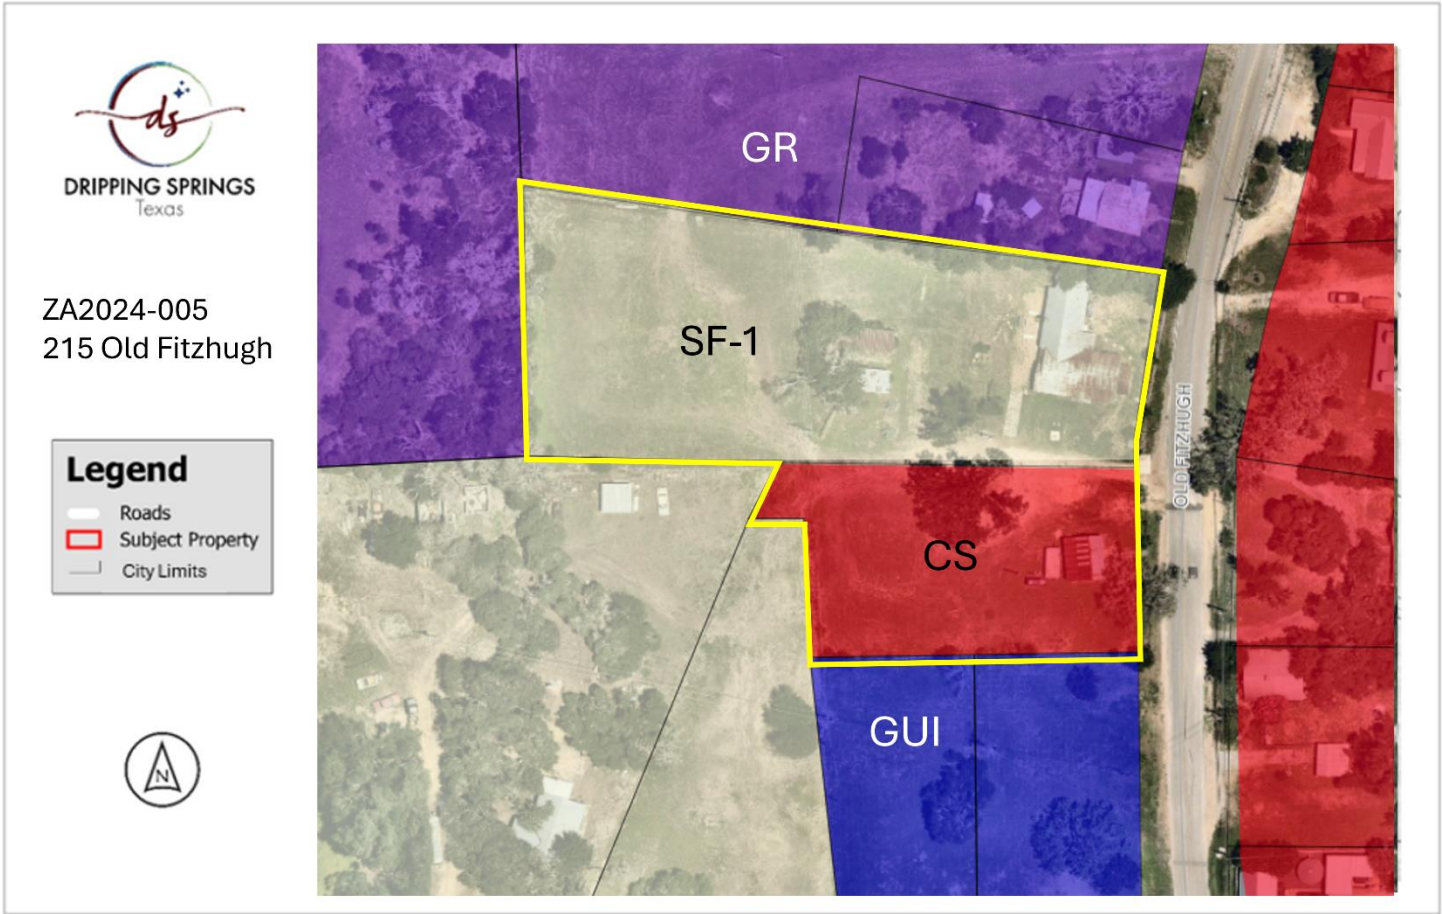 ds
DRIPPING SPRINGS
Texas
ZA2024-005
215 Old Fitzhugh
Legend
Roads
Subject Property
City Limits
N
GR
SF-1
CS
GUI
OLD FITZHUGH